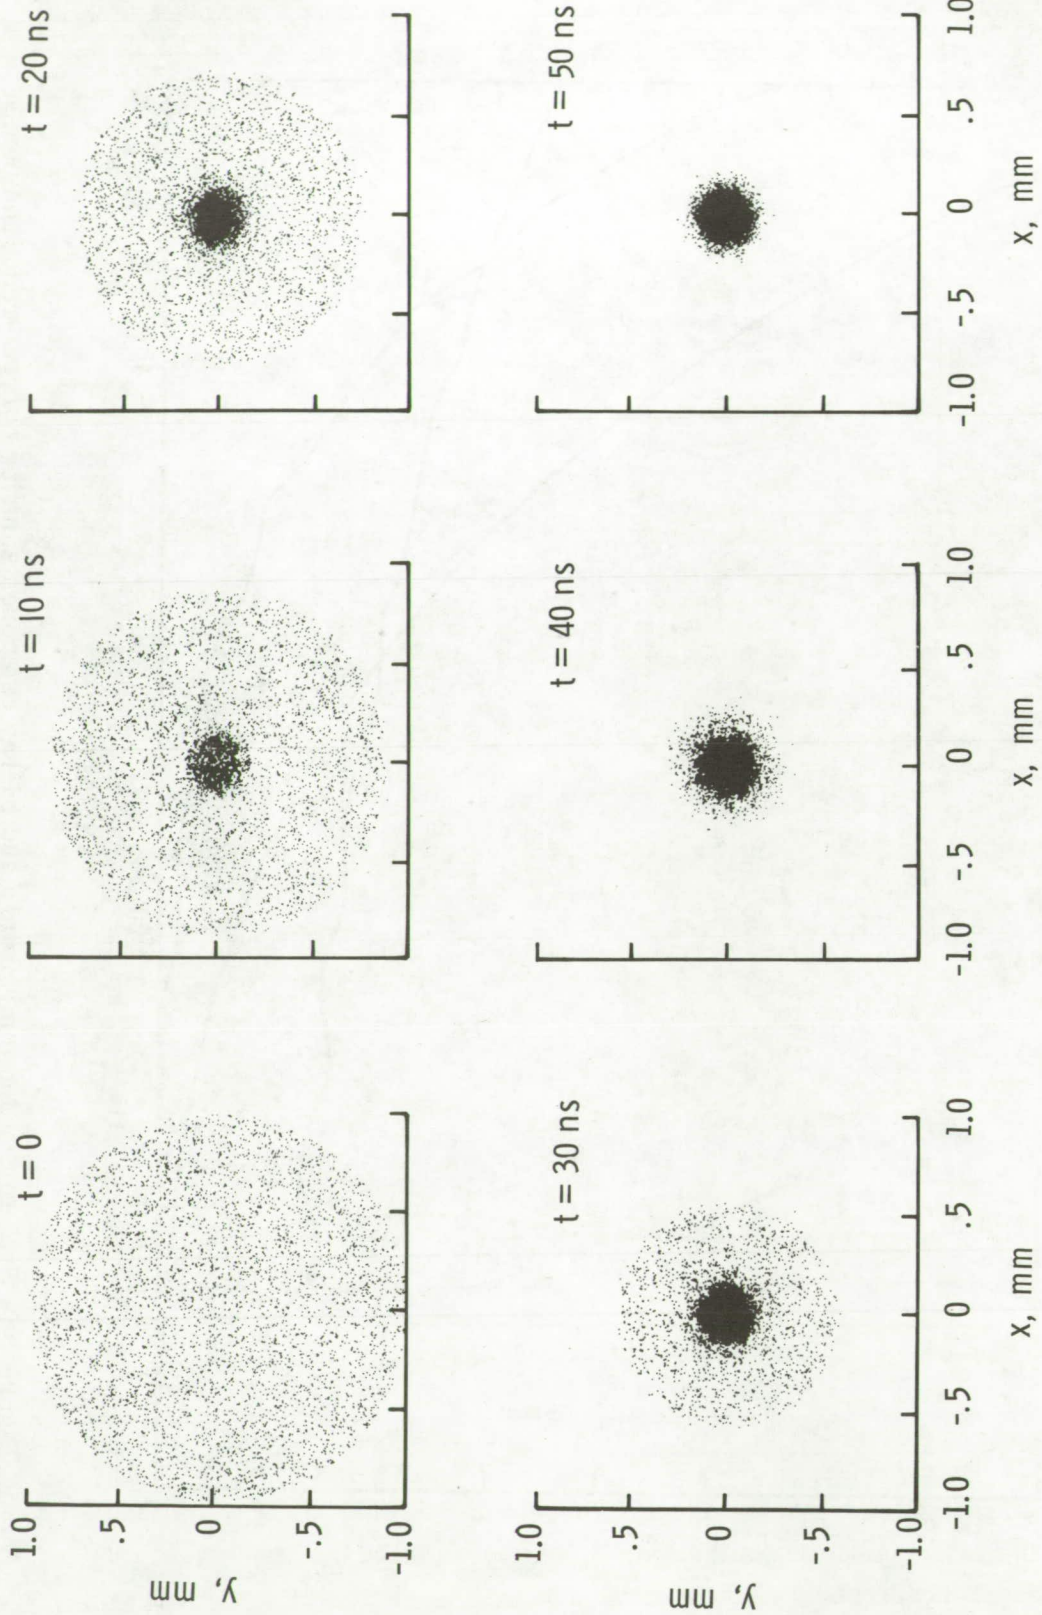 t = 0
t = 10 ns
t = 20 ns
1.0
.5
0
-.5
-1.0
y, mm
t = 30 ns
t = 40 ns
t = 50 ns
1.0
.5
0
-.5
-1.0
y, mm
-1.0 -.5 0 .5 1.0
-1.0 -.5 0 .5 1.0
-1.0 -.5 0 .5 1.0
x, mm
x, mm
x, mm